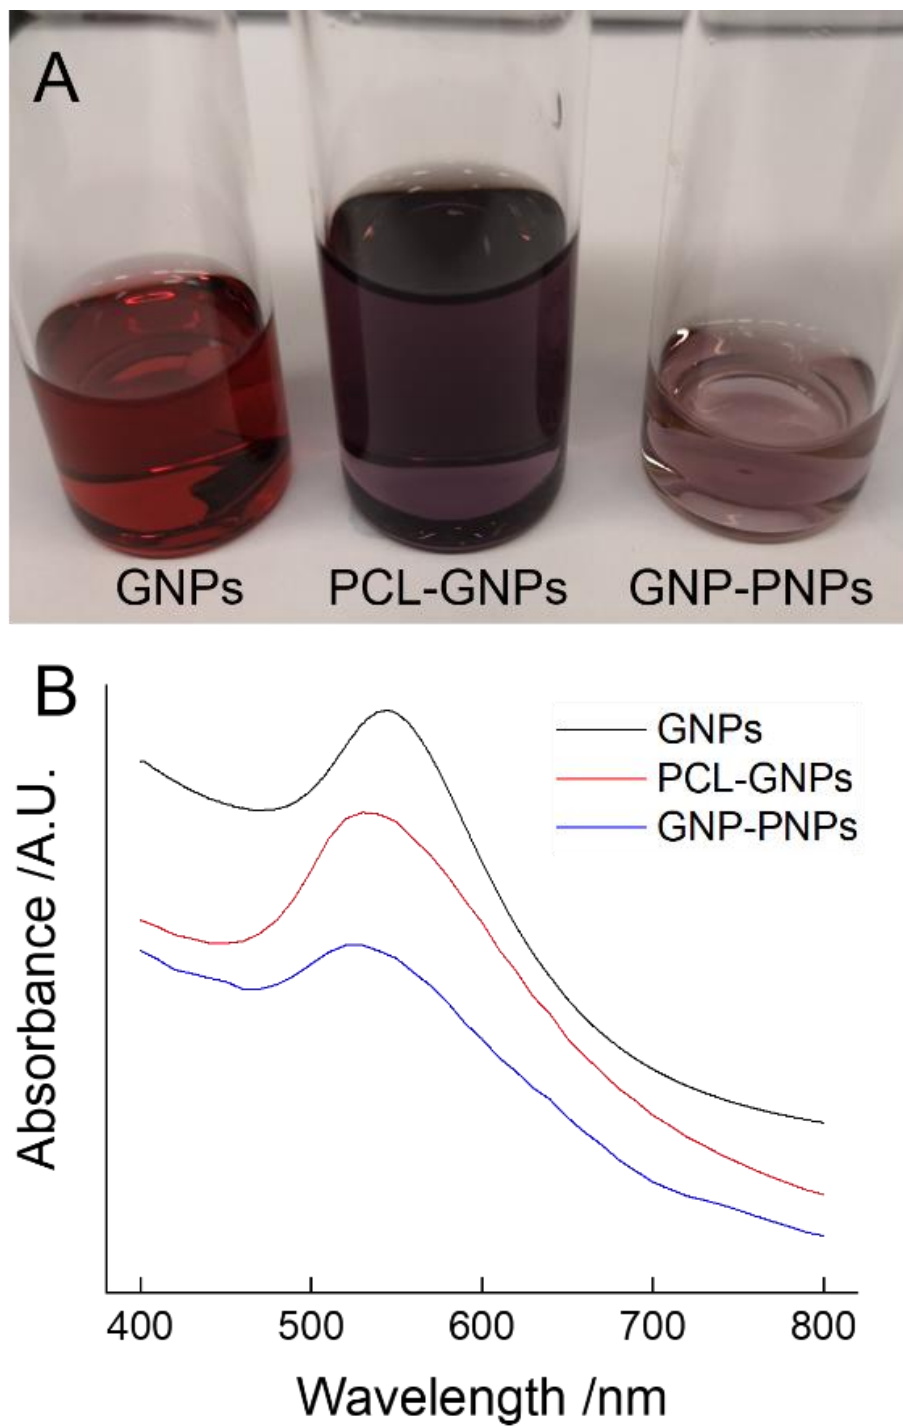 A
GNPs PCL-GNPs GNP-PNPs
B
GNPs
PCL-GNPs
GNP-PNPs
Absorbance /A.U.
400 500 600 700 800
Wavelength /nm